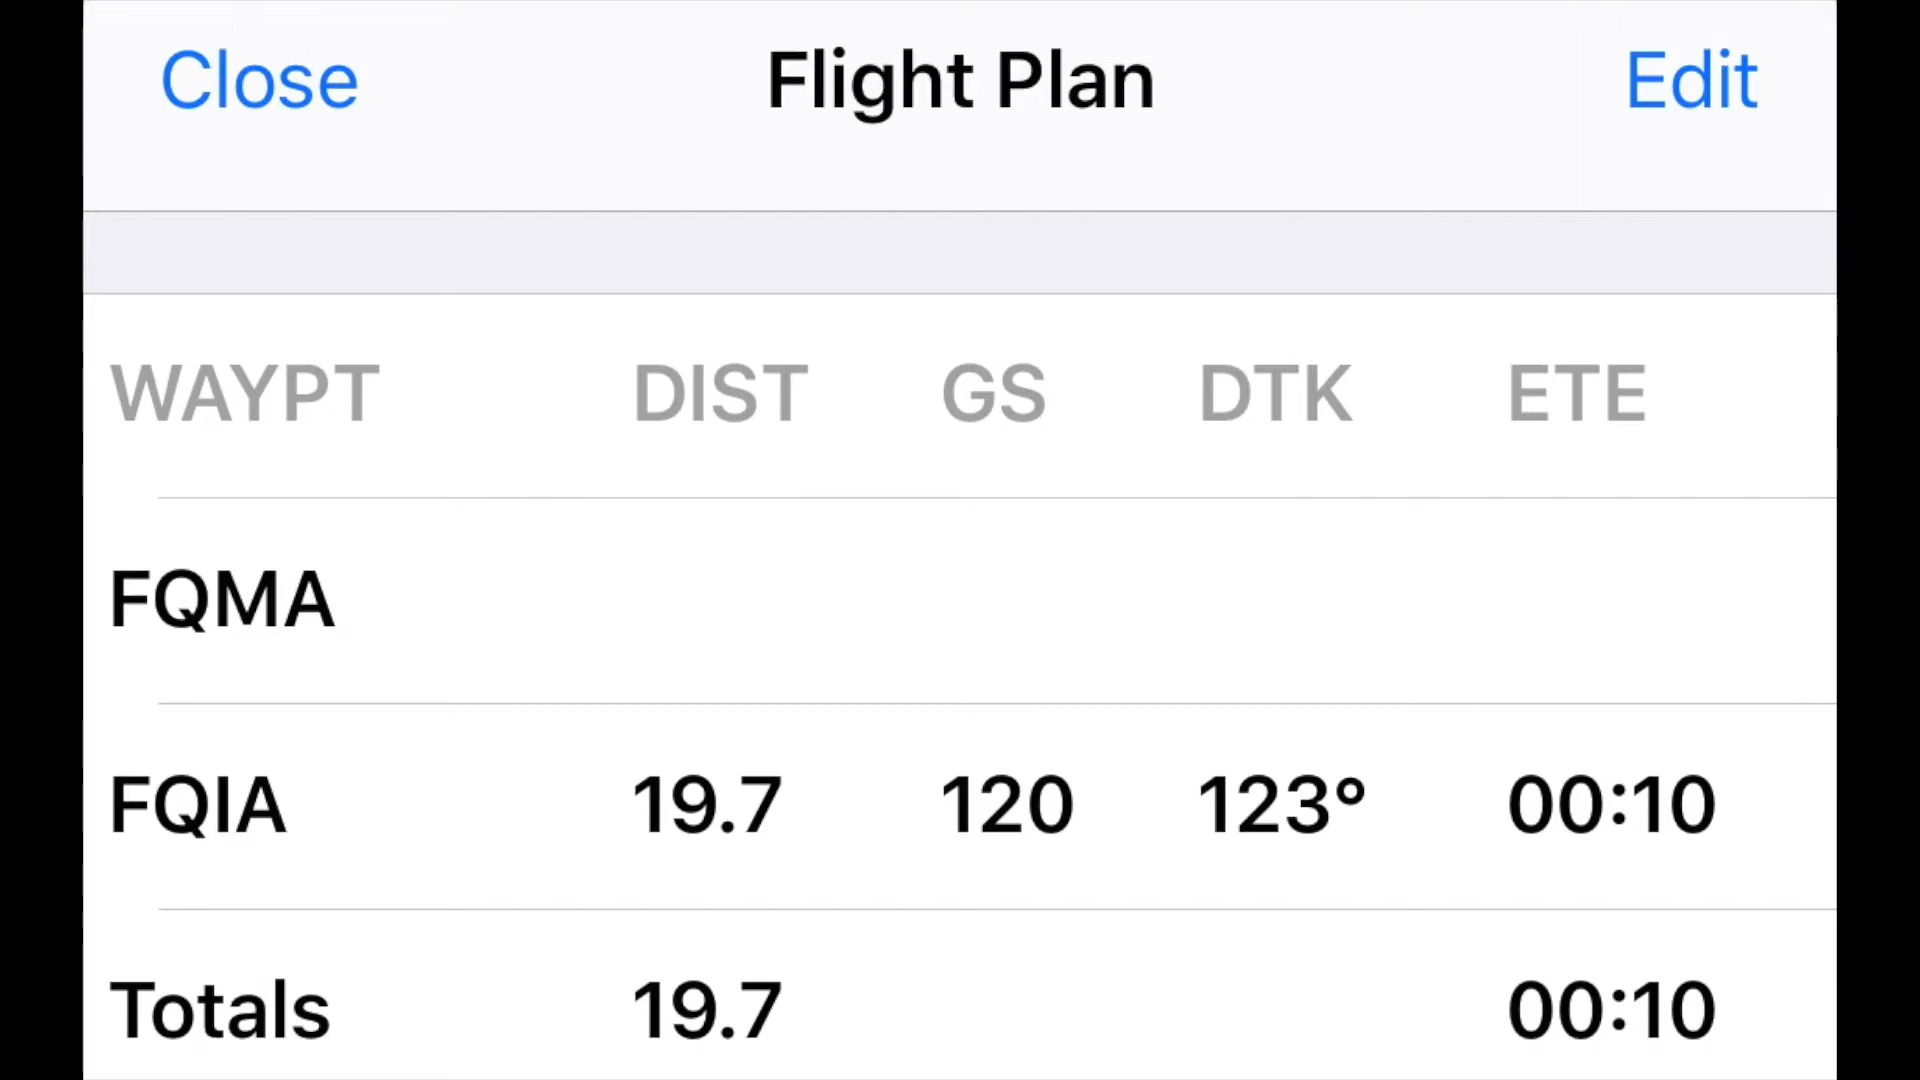 Close Flight Plan Edit
WAYPT DIST GS DTK ETE
FQMA
FQIA 19.7 120 123° 00:10
Totals 19.7 00:10